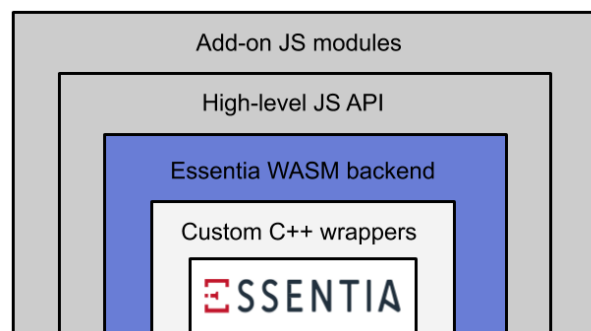 Add-on JS modules
High-level JS API
Essentia WASM backend
Custom C++ wrappers
ESSENTIA